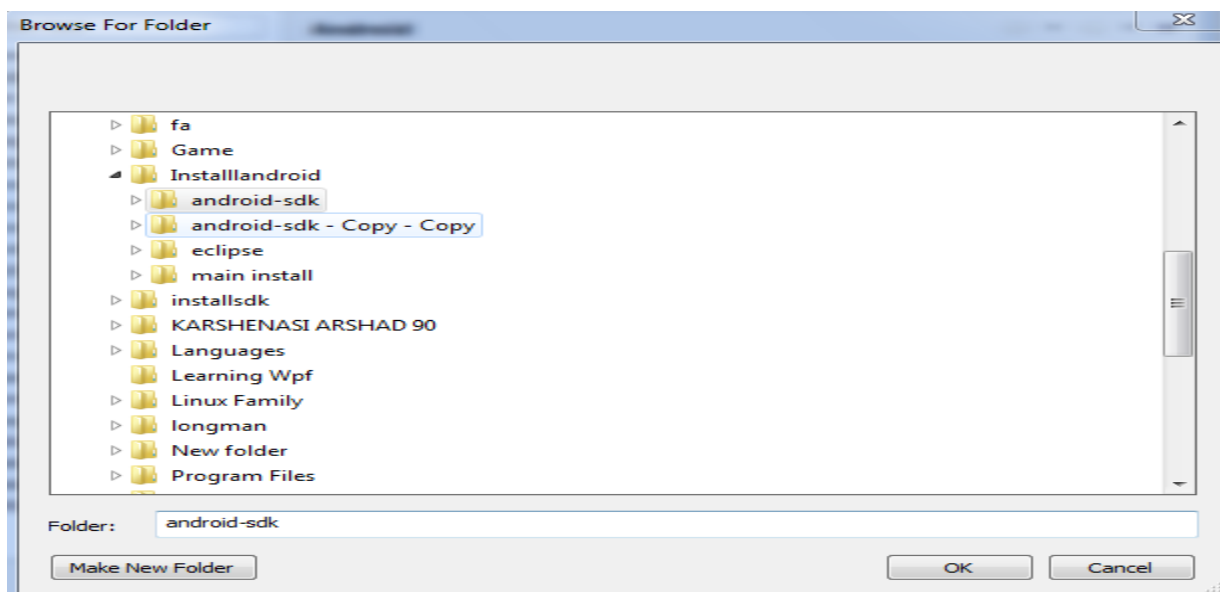 Browse For Folder
fa
Game
Installlandroid
android-sdk
android-sdk - Copy - Copy
eclipse
main install
installsdk
KARSHENASI ARSHAD 90
Languages
Learning Wpf
Linux Family
longman
New folder
Program Files
Folder: android-sdk
Make New Folder OK Cancel